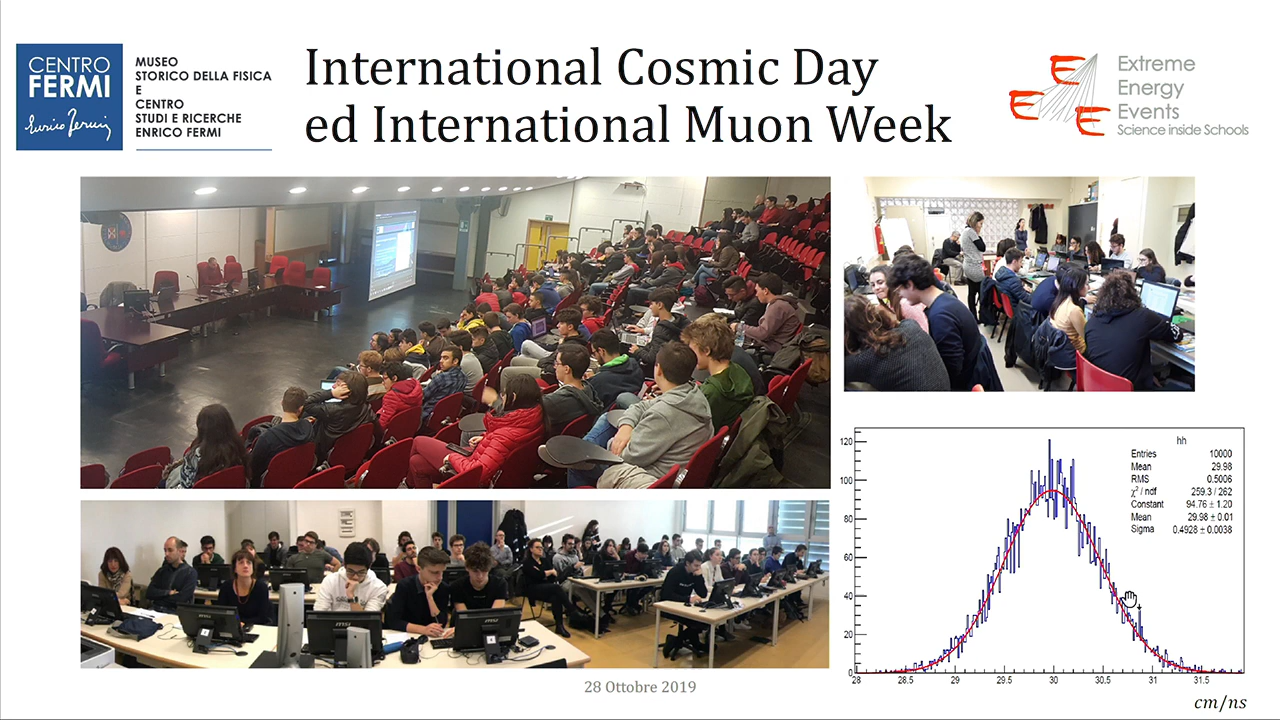 CENTRO
FERMI
Enrico Fermi
MUSEO
STORICO DELLA FISICA
E
CENTRO
STUDI E RICERCHE
ENRICO FERMI
International Cosmic Day
ed International Muon Week
E
E
E
Extreme
Energy
Events
Science inside Schools
hh
Entries 10000
Mean 29.98
RMS 0.5006
χ² / ndf 259.3 / 262
Constant 94.76 ± 1.20
Mean 29.98 ± 0.01
Sigma 0.4928 ± 0.0038
120
100
80
60
40
20
0
28 28.5 29 29.5 30 30.5 31 31.5
cm/ns
28 Ottobre 2019